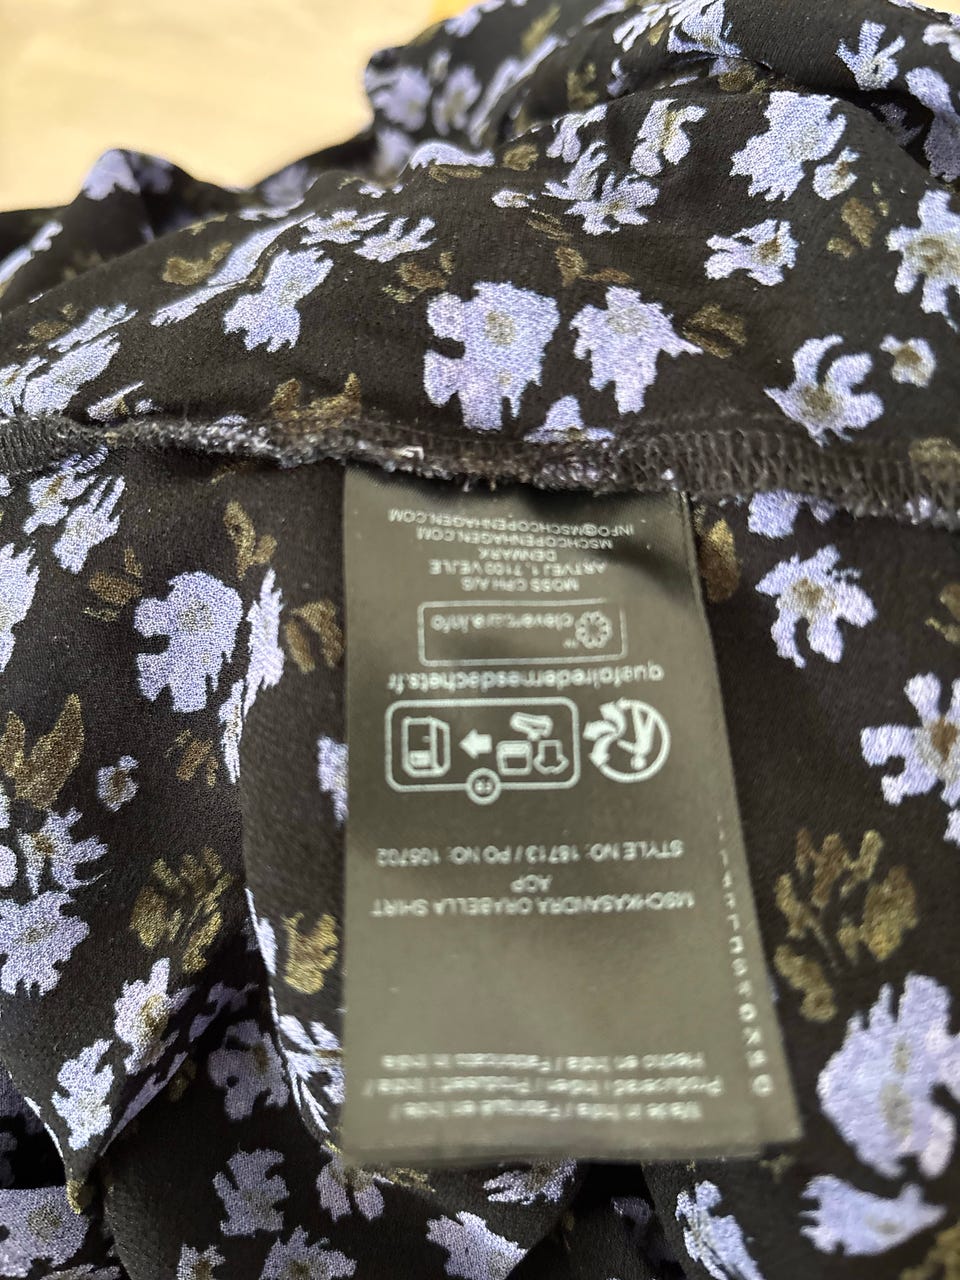 INFO@MSCHCOPENHAGEN.COM
MSCHCOPENHAGEN.COM
DENMARK
ARTVEJ 1, 7100 VEJLE
MOSS CPH A/S
clevercare.info
quefairedemesdechets.fr
FR
STYLE NO. 18713 / PO NO. 106702
AOP
MSCHKASANDRA ORABELLA SHIRT
Hecho en India / Fabricado en India
Produceret i Indien / Produsert i India /
Made in India / Fabriqué en Inde /